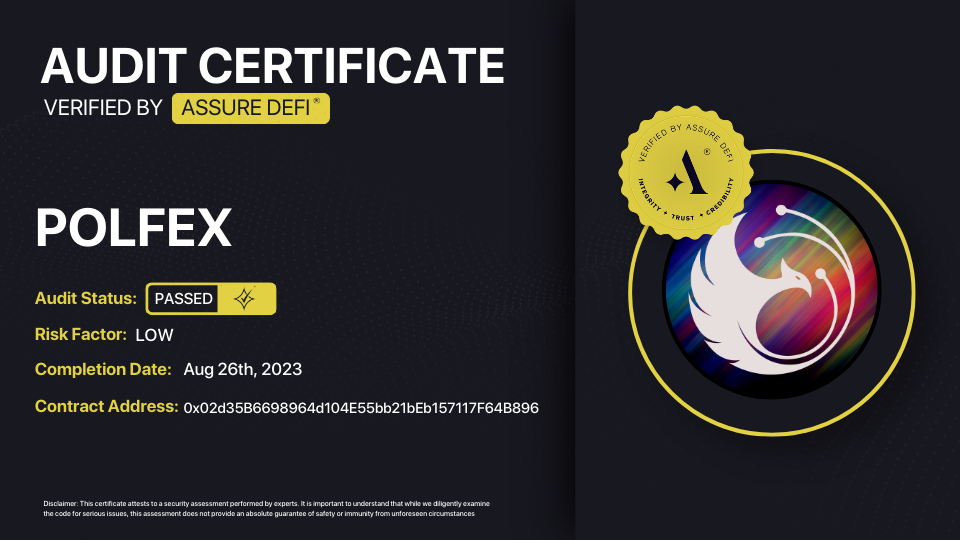 AUDIT CERTIFICATE
VERIFIED BY ASSURE DEFI ®
POLFEX
Audit Status: PASSED
Risk Factor: LOW
Completion Date: Aug 26th, 2023
Contract Address: 0x02d35B6698964d104E55bb21bEb157117F64B896
Disclaimer: This certificate attests to a security assessment performed by experts. It is important to understand that while we diligently examine
the code for serious issues, this assessment does not provide an absolute guarantee of safety or immunity from unforeseen circumstances
VERIFIED BY ASSURE DEFI
®
INTEGRITY ✦ TRUST ✦ CREDIBILITY